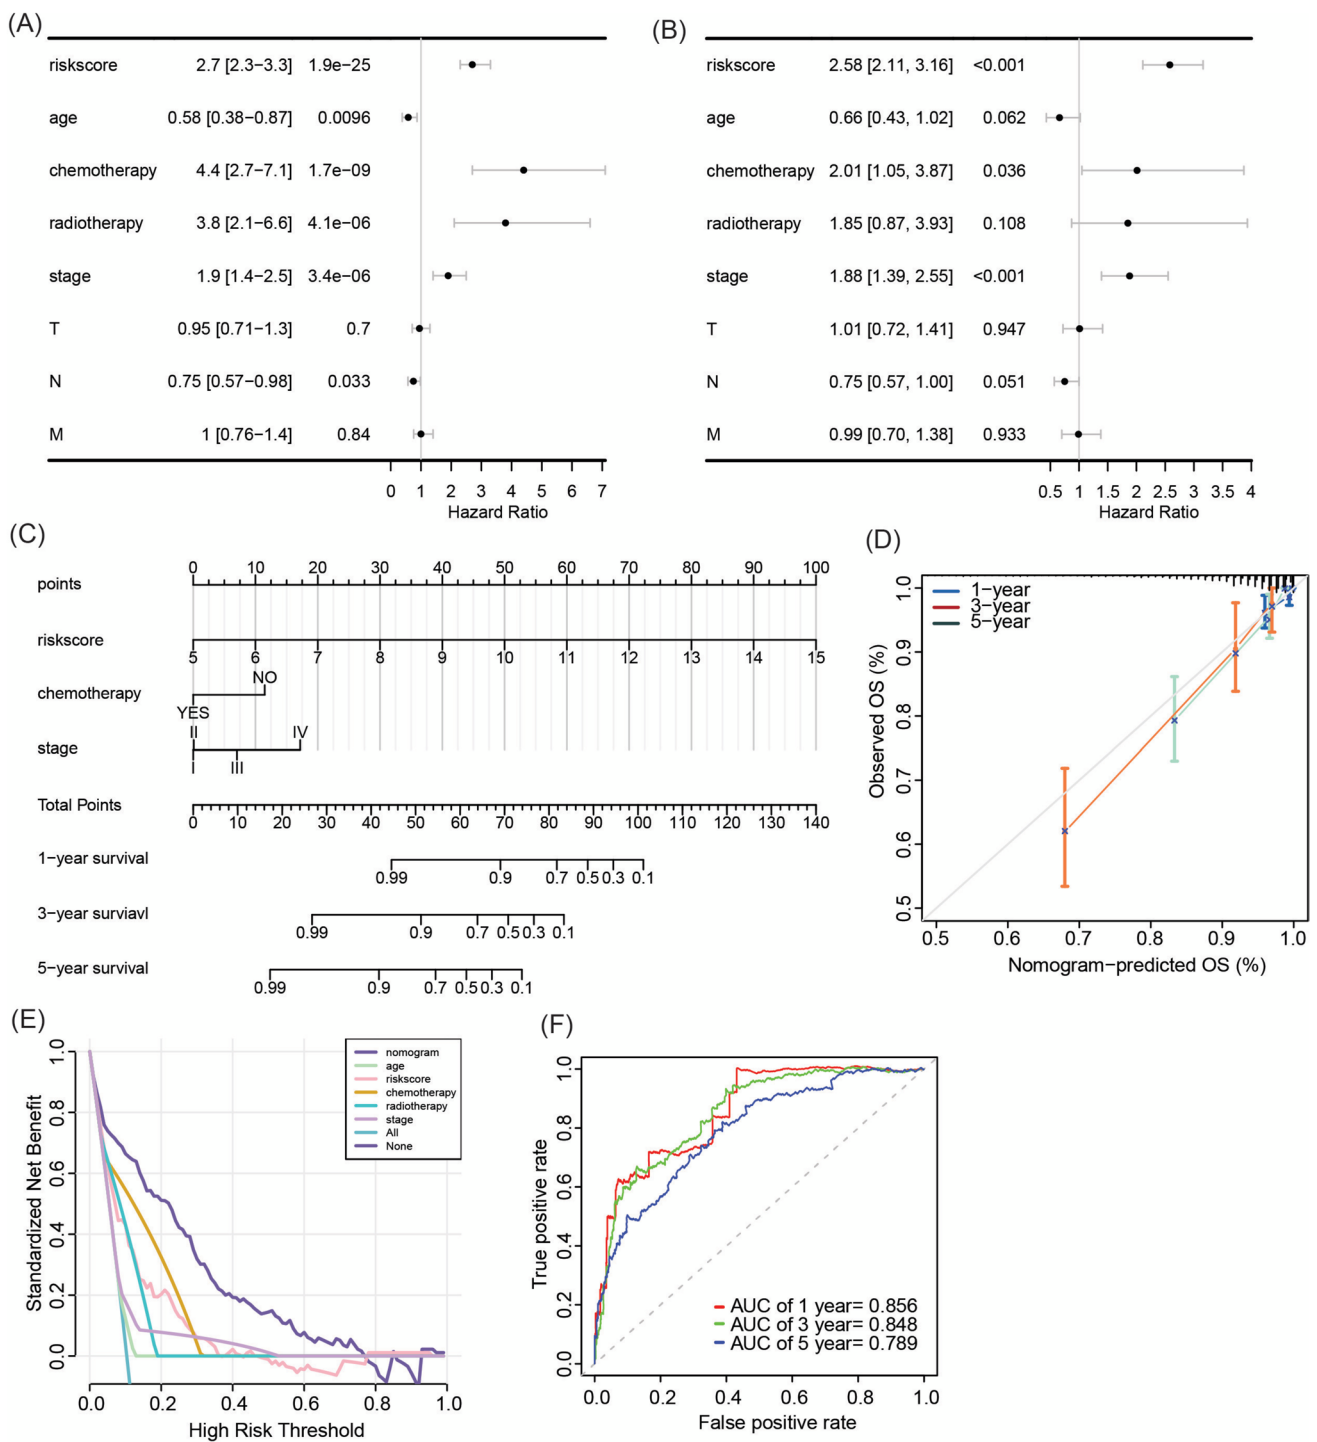 (A)
riskscore 2.7 [2.3−3.3] 1.9e−25
age 0.58 [0.38−0.87] 0.0096
chemotherapy 4.4 [2.7−7.1] 1.7e−09
radiotherapy 3.8 [2.1−6.6] 4.1e−06
stage 1.9 [1.4−2.5] 3.4e−06
T 0.95 [0.71−1.3] 0.7
N 0.75 [0.57−0.98] 0.033
M 1 [0.76−1.4] 0.84
0 1 2 3 4 5 6 7
Hazard Ratio
(B)
riskscore 2.58 [2.11, 3.16] <0.001
age 0.66 [0.43, 1.02] 0.062
chemotherapy 2.01 [1.05, 3.87] 0.036
radiotherapy 1.85 [0.87, 3.93] 0.108
stage 1.88 [1.39, 2.55] <0.001
T 1.01 [0.72, 1.41] 0.947
N 0.75 [0.57, 1.00] 0.051
M 0.99 [0.70, 1.38] 0.933
0.5 1 1.5 2 2.5 3 3.5 4
Hazard Ratio
(C)
0 10 20 30 40 50 60 70 80 90 100
points
riskscore
5 6 7 8 9 10 11 12 13 14 15
NO
chemotherapy
YES
II IV
stage
I III
Total Points
0 10 20 30 40 50 60 70 80 90 100 110 120 130 140
1−year survival
0.99 0.9 0.7 0.5 0.3 0.1
3−year surviavl
0.99 0.9 0.7 0.5 0.3 0.1
5−year survival
0.99 0.9 0.7 0.5 0.3 0.1
(D)
1−year
3−year
5−year
Observed OS (%)
1.0
0.9
0.8
0.7
0.6
0.5
0.5 0.6 0.7 0.8 0.9 1.0
Nomogram−predicted OS (%)
(E)
nomogram
age
riskscore
chemotherapy
radiotherapy
stage
All
None
Standardized Net Benefit
1.0
0.8
0.6
0.4
0.2
0.0
0.0 0.2 0.4 0.6 0.8 1.0
High Risk Threshold
(F)
True positive rate
1.0
0.8
0.6
0.4
0.2
0.0
AUC of 1 year= 0.856
AUC of 3 year= 0.848
AUC of 5 year= 0.789
0.0 0.2 0.4 0.6 0.8 1.0
False positive rate